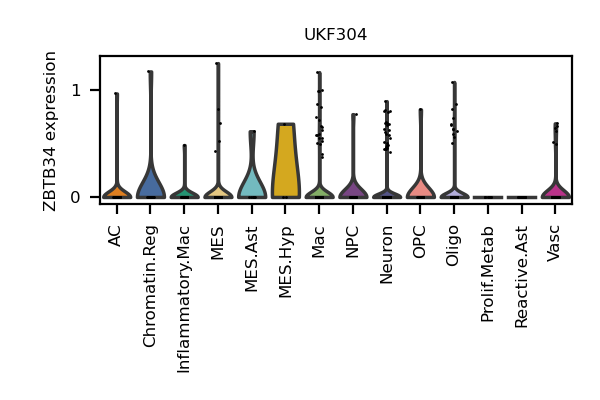 UKF304
ZBTB34 expression
1
0
AC
Chromatin.Reg
Inflammatory.Mac
MES
MES.Ast
MES.Hyp
Mac
NPC
Neuron
OPC
Oligo
Prolif.Metab
Reactive.Ast
Vasc